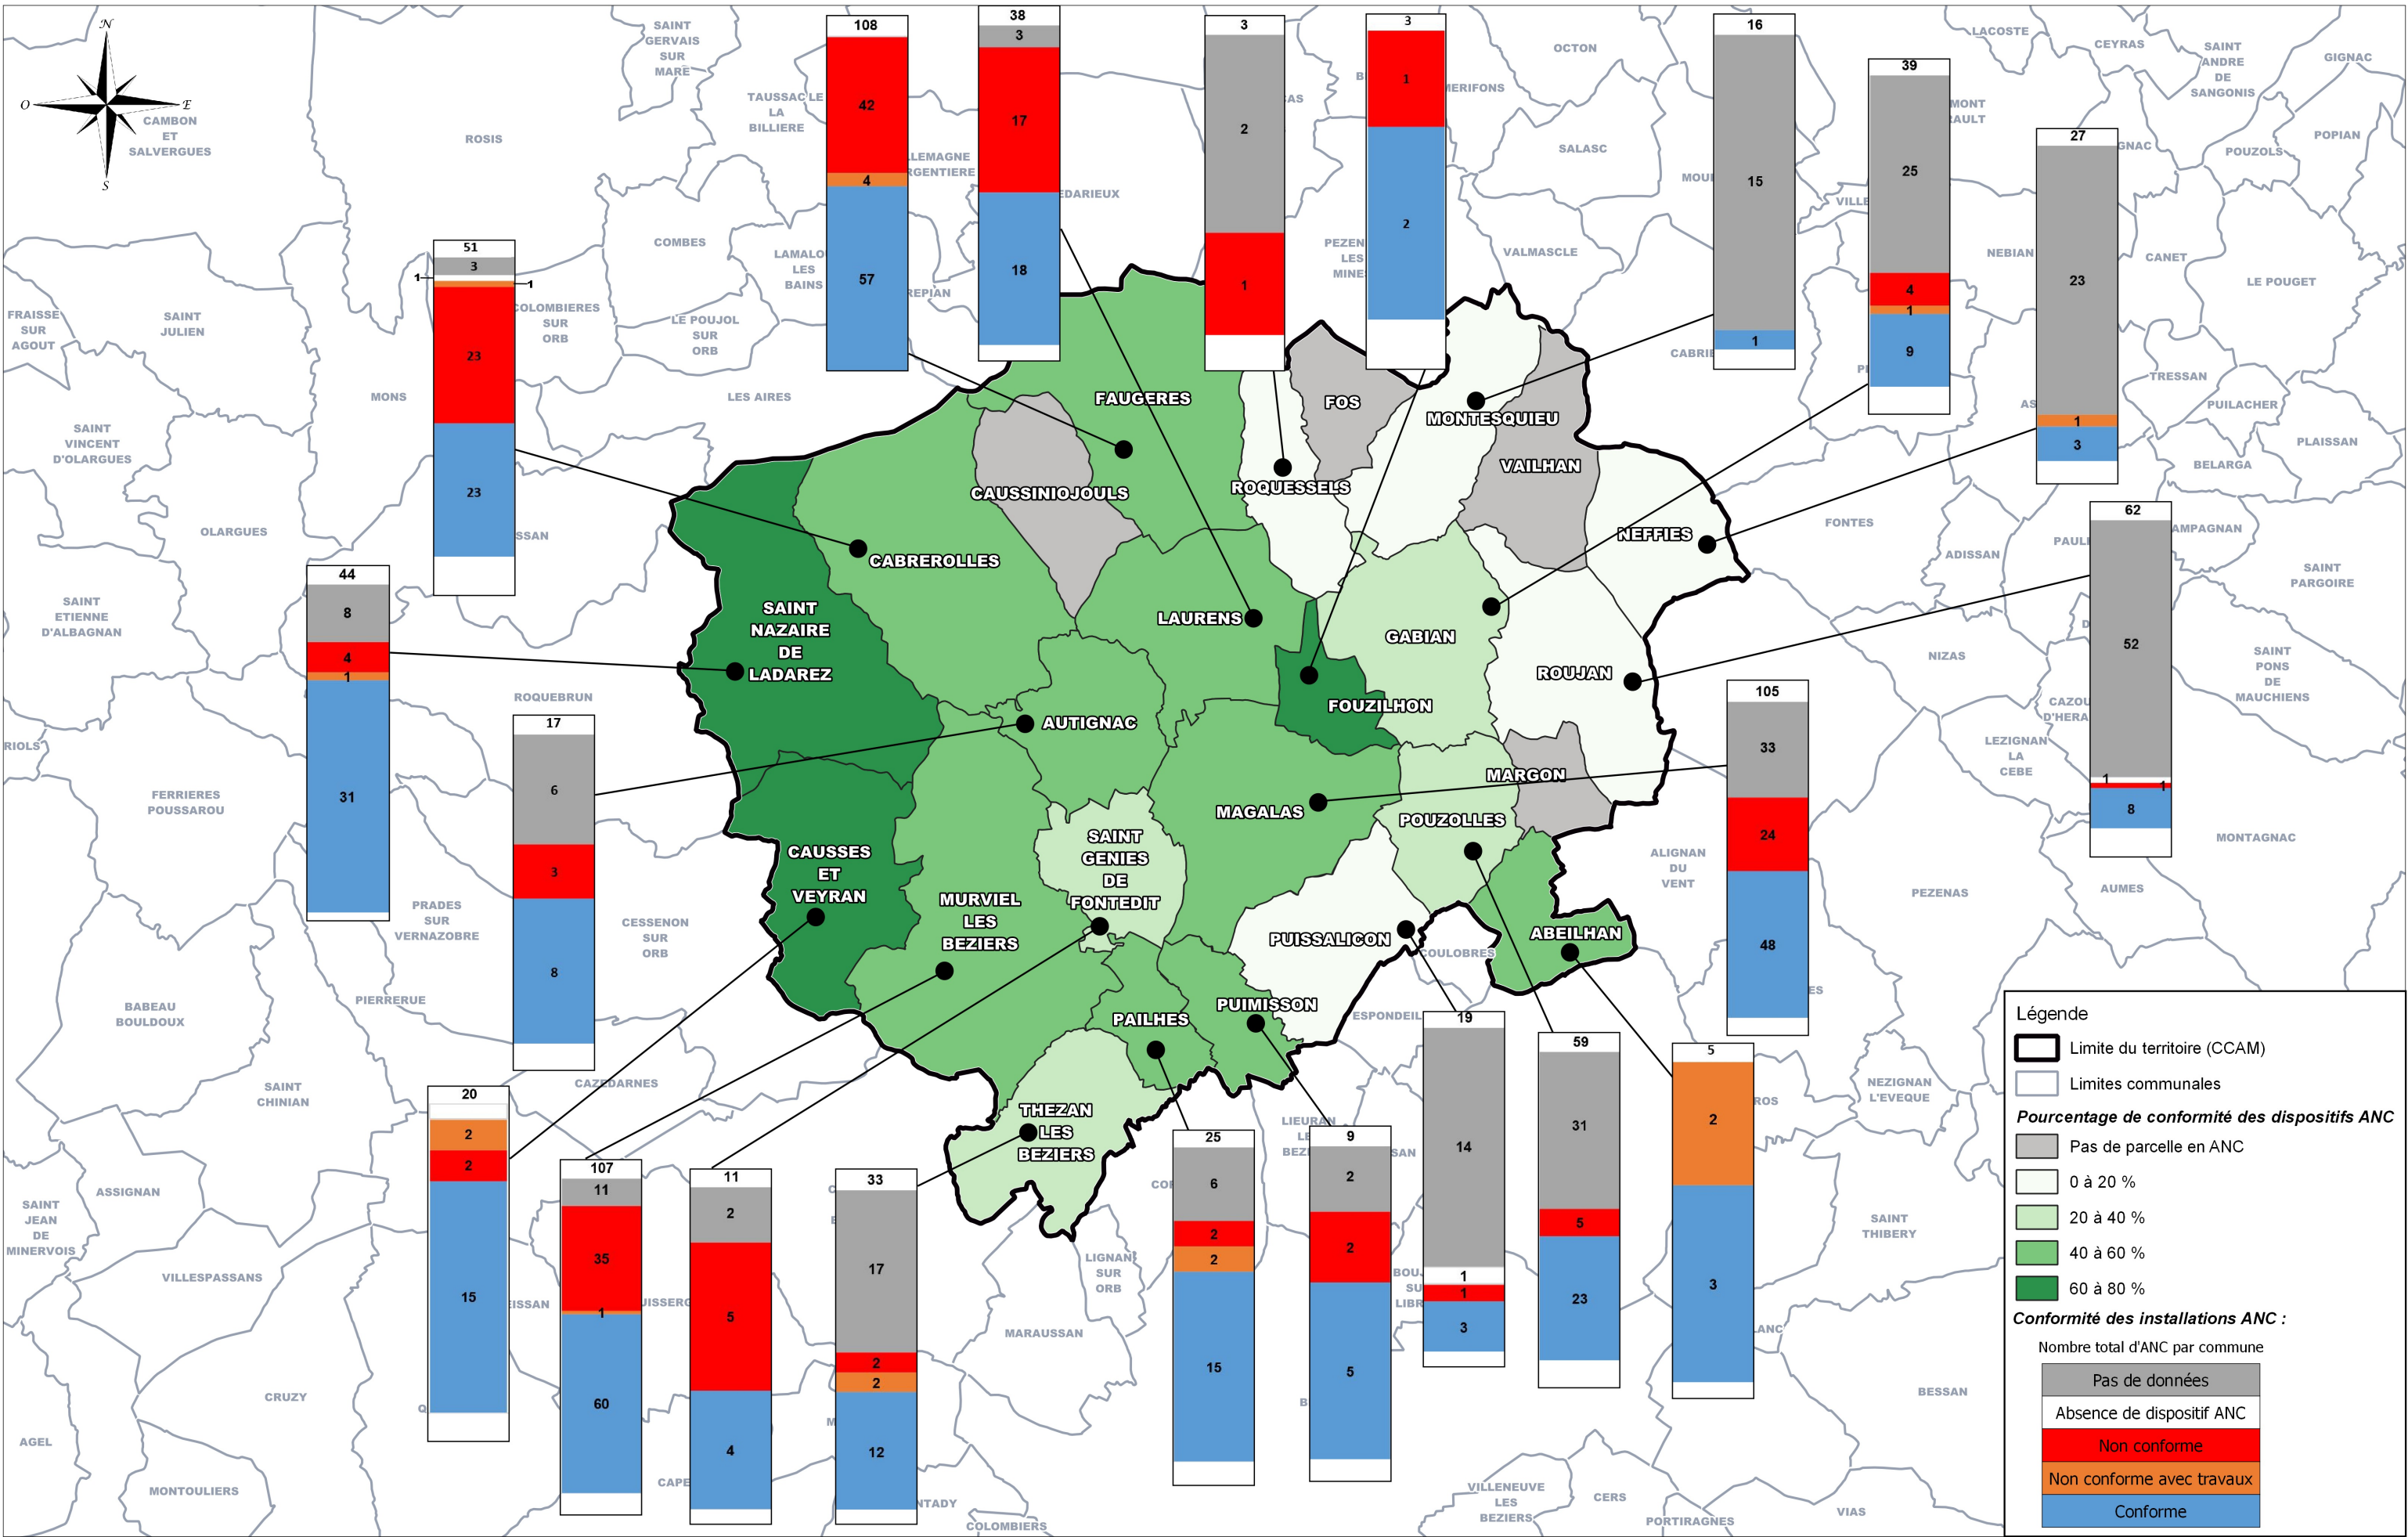 N
O
E
S
CAMBON
ET
SALVERGUES
ROSIS
SAINT
GERVAIS
SUR
MARE
TAUSSAC LE
LA
BILLIERE
COMBES
LES
BAINS
LE POUJOL
SUR
ORB
LES AIRES
COLOMBIERES
SUR
ORB
MONS
FRAISSE
SUR
AGOUT
SAINT
JULIEN
SAINT
VINCENT
D'OLARGUES
OLARGUES
SAINT
ETIENNE
D'ALBAGNAN
RIOLS
FERRIERES
POUSSAROU
ROQUEBRUN
PRADES
SUR
VERNAZOBRE
CESSENON
SUR
ORB
BABEAU
BOULDOUX
PIERRERUE
SAINT
CHINIAN
CAZEDARNES
ASSIGNAN
SAINT
JEAN
DE
MINERVOIS
VILLESPASSANS
CRUZY
AGEL
MONTOULIERS
MARAUSSAN
LIGNAN
SUR
ORB
COLOMBIERS
VILLENEUVE
LES
BEZIERS
CERS
PORTIRAGNES
VIAS
BESSAN
SAINT
THIBERY
NEZIGNAN
L'EVEQUE
PEZENAS
AUMES
MONTAGNAC
ALIGNAN
DU
VENT
COULOBRES
LEZIGNAN
LA
CEBE
NIZAS
SAINT
PONS
DE
MAUCHIENS
SAINT
PARGOIRE
ADISSAN
FONTES
BELARGA
PLAISSAN
PUILACHER
TRESSAN
LE POUGET
CANET
NEBIAN
POUZOLS
POPIAN
GIGNAC
SAINT
ANDRE
DE
SANGONIS
CEYRAS
LACOSTE
OCTON
SALASC
VALMASCLE
MERIFONS
LIEURAN
FAUGERES
CAUSSINIOJOULS
CABREROLLES
SAINT
NAZAIRE
DE
LADAREZ
AUTIGNAC
LAURENS
ROQUESSELS
FOS
MONTESQUIEU
VAILHAN
NEFFIES
GABIAN
ROUJAN
FOUZILHON
MARGON
MAGALAS
POUZOLLES
CAUSSES
ET
VEYRAN
MURVIEL
LES
BEZIERS
SAINT
GENIES
DE
FONTEDIT
PUISSALICON
ABEILHAN
PAILHES
PUIMISSON
THEZAN
LES
BEZIERS
108
42
4
57
38
3
17
18
3
2
1
3
1
2
16
15
1
39
25
4
1
9
27
23
1
3
51
3
1
1
23
23
44
8
4
1
31
17
6
3
8
62
52
1
1
8
105
33
24
48
20
2
2
15
107
11
35
1
60
11
2
5
4
33
17
2
2
12
25
6
2
2
15
9
2
2
5
19
14
1
1
3
59
31
5
23
5
2
3
Légende
Limite du territoire (CCAM)
Limites communales
Pourcentage de conformité des dispositifs ANC
Pas de parcelle en ANC
0 à 20 %
20 à 40 %
40 à 60 %
60 à 80 %
Conformité des installations ANC :
Nombre total d'ANC par commune
Pas de données
Absence de dispositif ANC
Non conforme
Non conforme avec travaux
Conforme